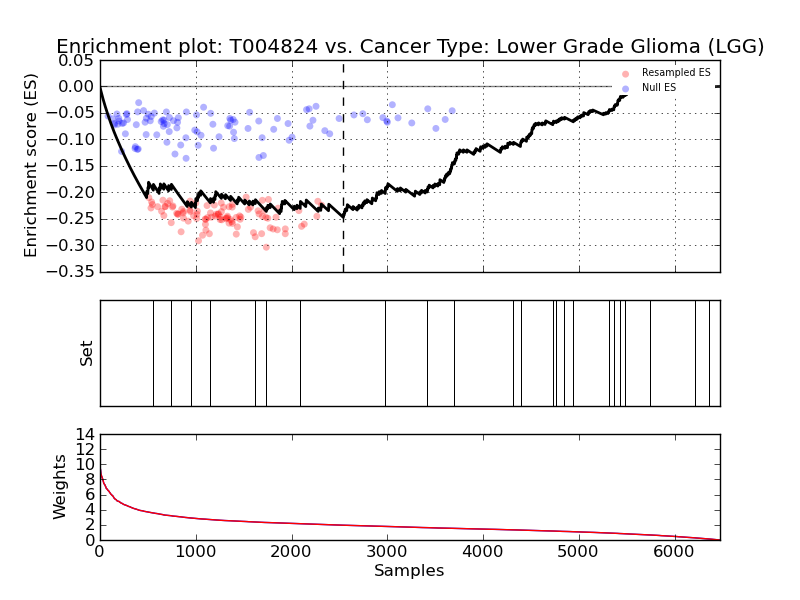 Enrichment plot: T004824 vs. Cancer Type: Lower Grade Glioma (LGG)
0.05
0.00
−0.05
−0.10
−0.15
−0.20
−0.25
−0.30
−0.35
Enrichment score (ES)
Resampled ES
Null ES
Set
14
12
10
8
6
4
2
0
Weights
0 1000 2000 3000 4000 5000 6000
Samples